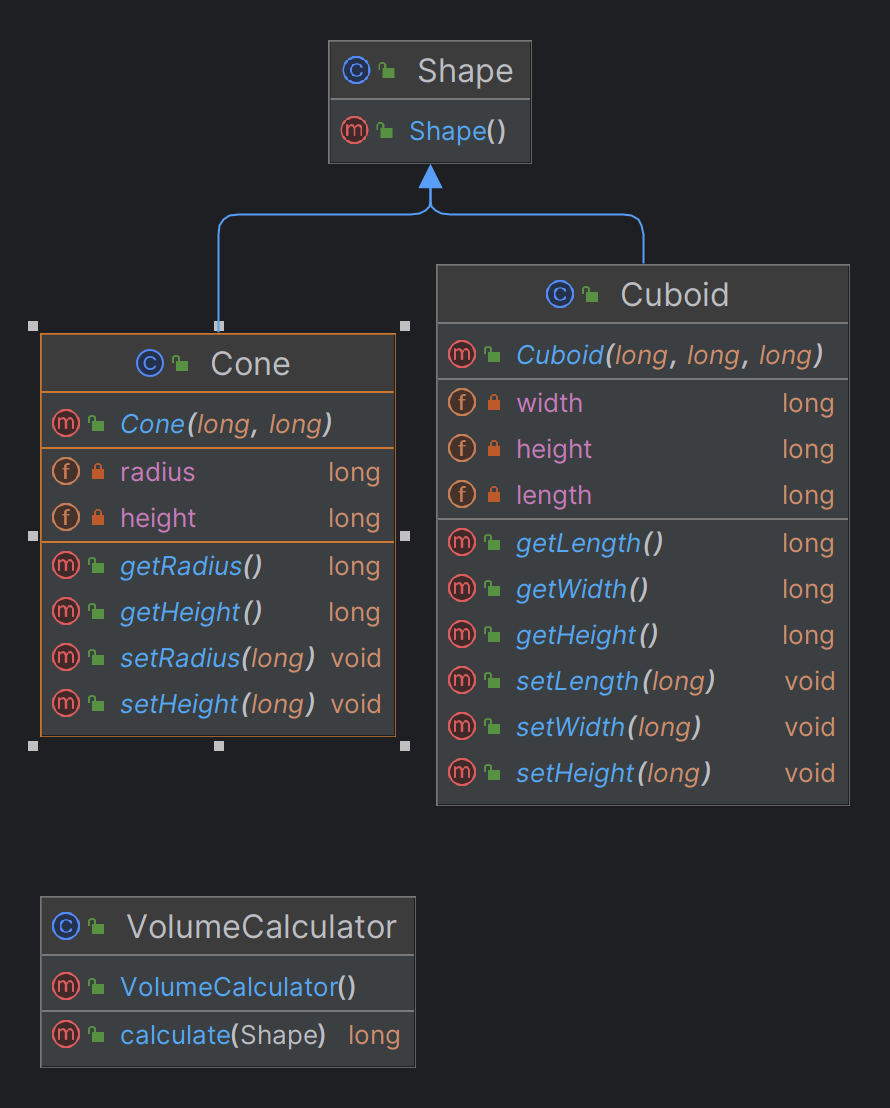 Shape
Shape()
Cone
Cone(long, long)
radius long
height long
getRadius() long
getHeight() long
setRadius(long) void
setHeight(long) void
Cuboid
Cuboid(long, long, long)
width long
height long
length long
getLength() long
getWidth() long
getHeight() long
setLength(long) void
setWidth(long) void
setHeight(long) void
VolumeCalculator
VolumeCalculator()
calculate(Shape) long